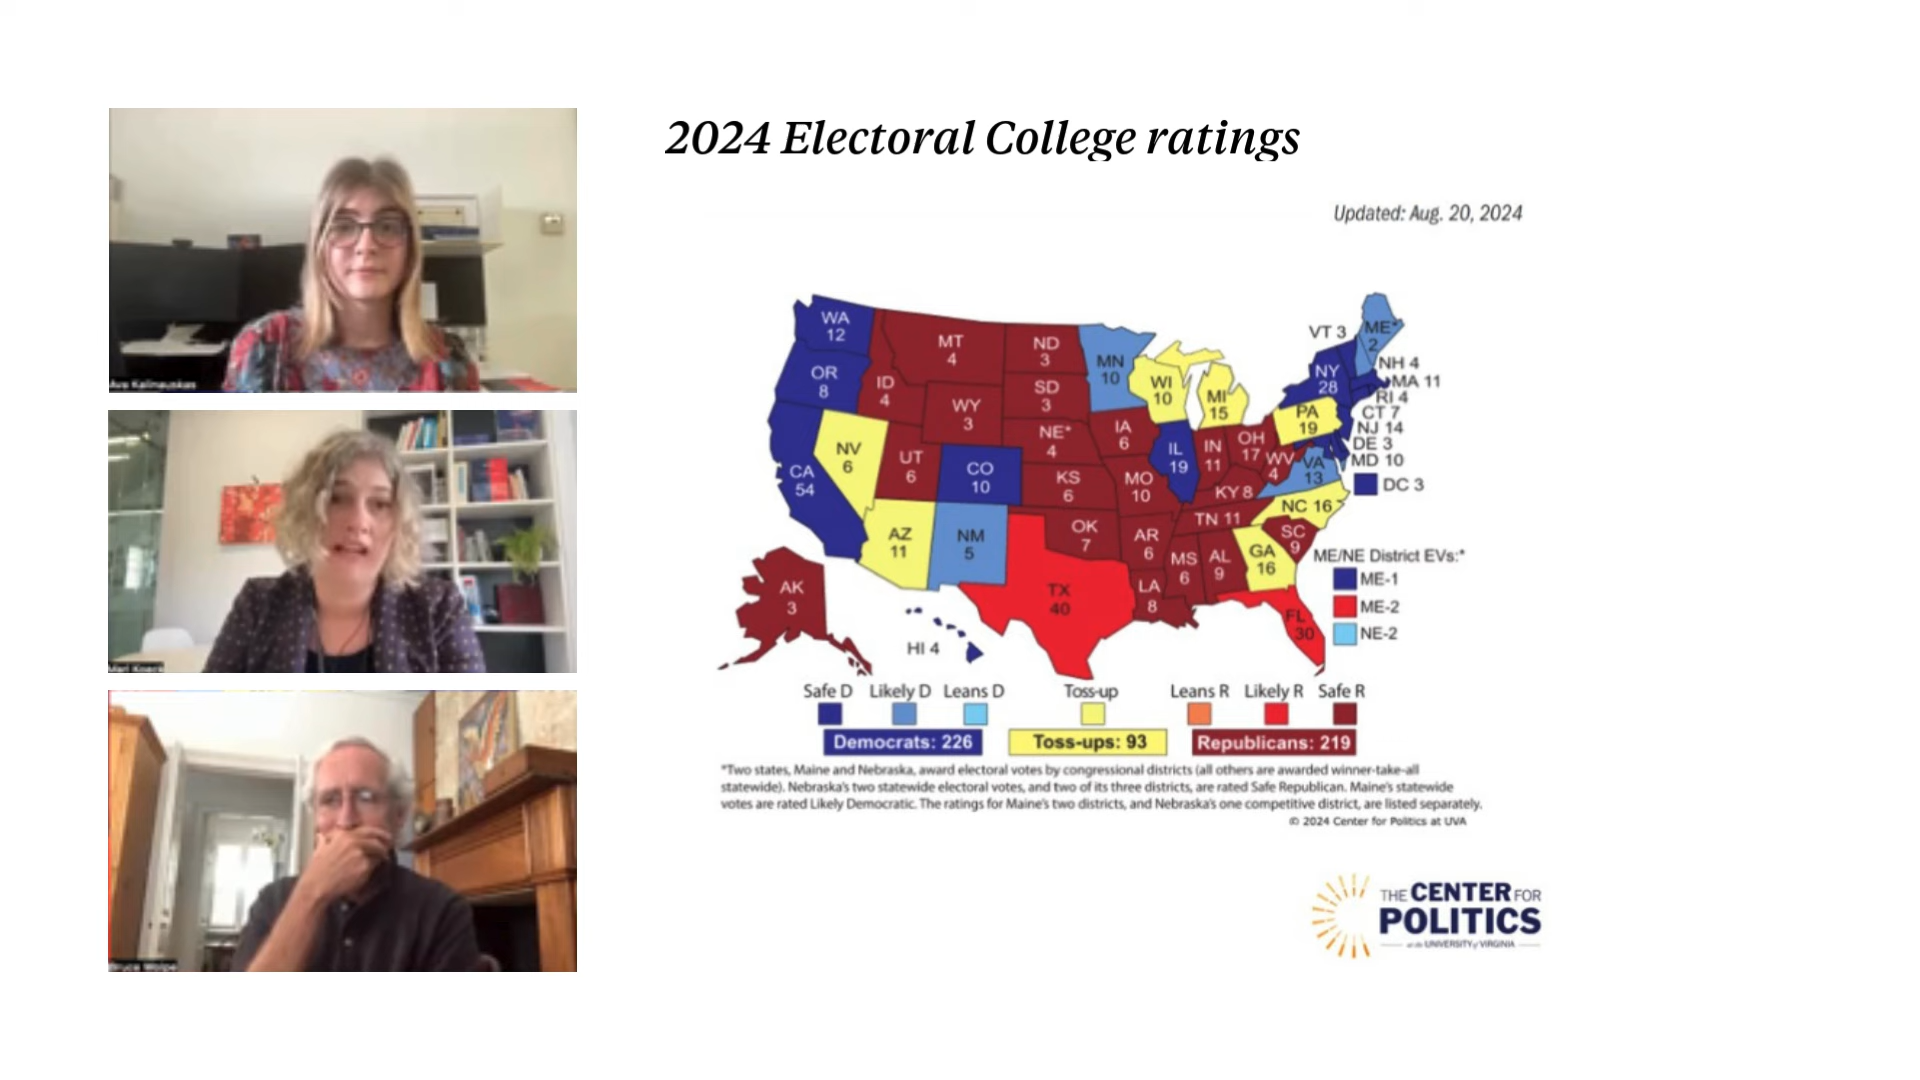 2024 Electoral College ratings
Updated: Aug. 20, 2024
WA
12
OR
8
CA
54
NV
6
ID
4
MT
4
WY
3
UT
6
AZ
11
CO
10
NM
5
ND
3
SD
3
NE*
4
KS
6
OK
7
TX
40
MN
10
IA
6
MO
10
AR
6
LA
8
WI
10
IL
19
MI
15
IN
11
OH
17
KY 8
TN 11
MS
6
AL
9
GA
16
FL
30
SC
9
NC 16
VA
13
WV
4
PA
19
NY
28
VT 3
ME*
2
NH 4
MA 11
RI 4
CT 7
NJ 14
DE 3
MD 10
DC 3
AK
3
HI 4
ME/NE District EVs:*
ME-1
ME-2
NE-2
Safe D Likely D Leans D Toss-up Leans R Likely R Safe R
Democrats: 226 Toss-ups: 93 Republicans: 219
*Two states, Maine and Nebraska, award electoral votes by congressional districts (all others are awarded winner-take-all
statewide). Nebraska's two statewide electoral votes, and two of its three districts, are rated Safe Republican. Maine's statewide
votes are rated Likely Democratic. The ratings for Maine's two districts, and Nebraska's one competitive district, are listed separately.
© 2024 Center for Politics at UVA
THE CENTER FOR
POLITICS
at the UNIVERSITY of VIRGINIA
Ava Kalinauskas
Bruce Wolpe